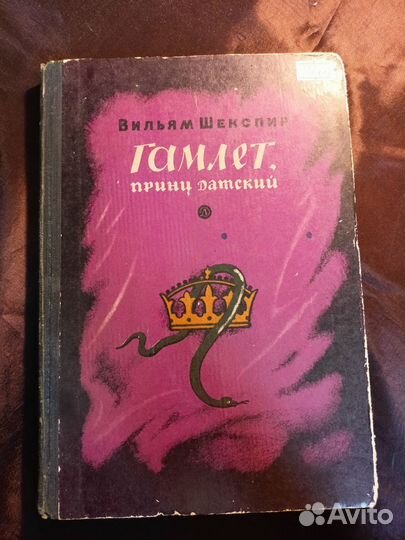 Вильям Шекспир
Гамлет,
принц датский
Avito